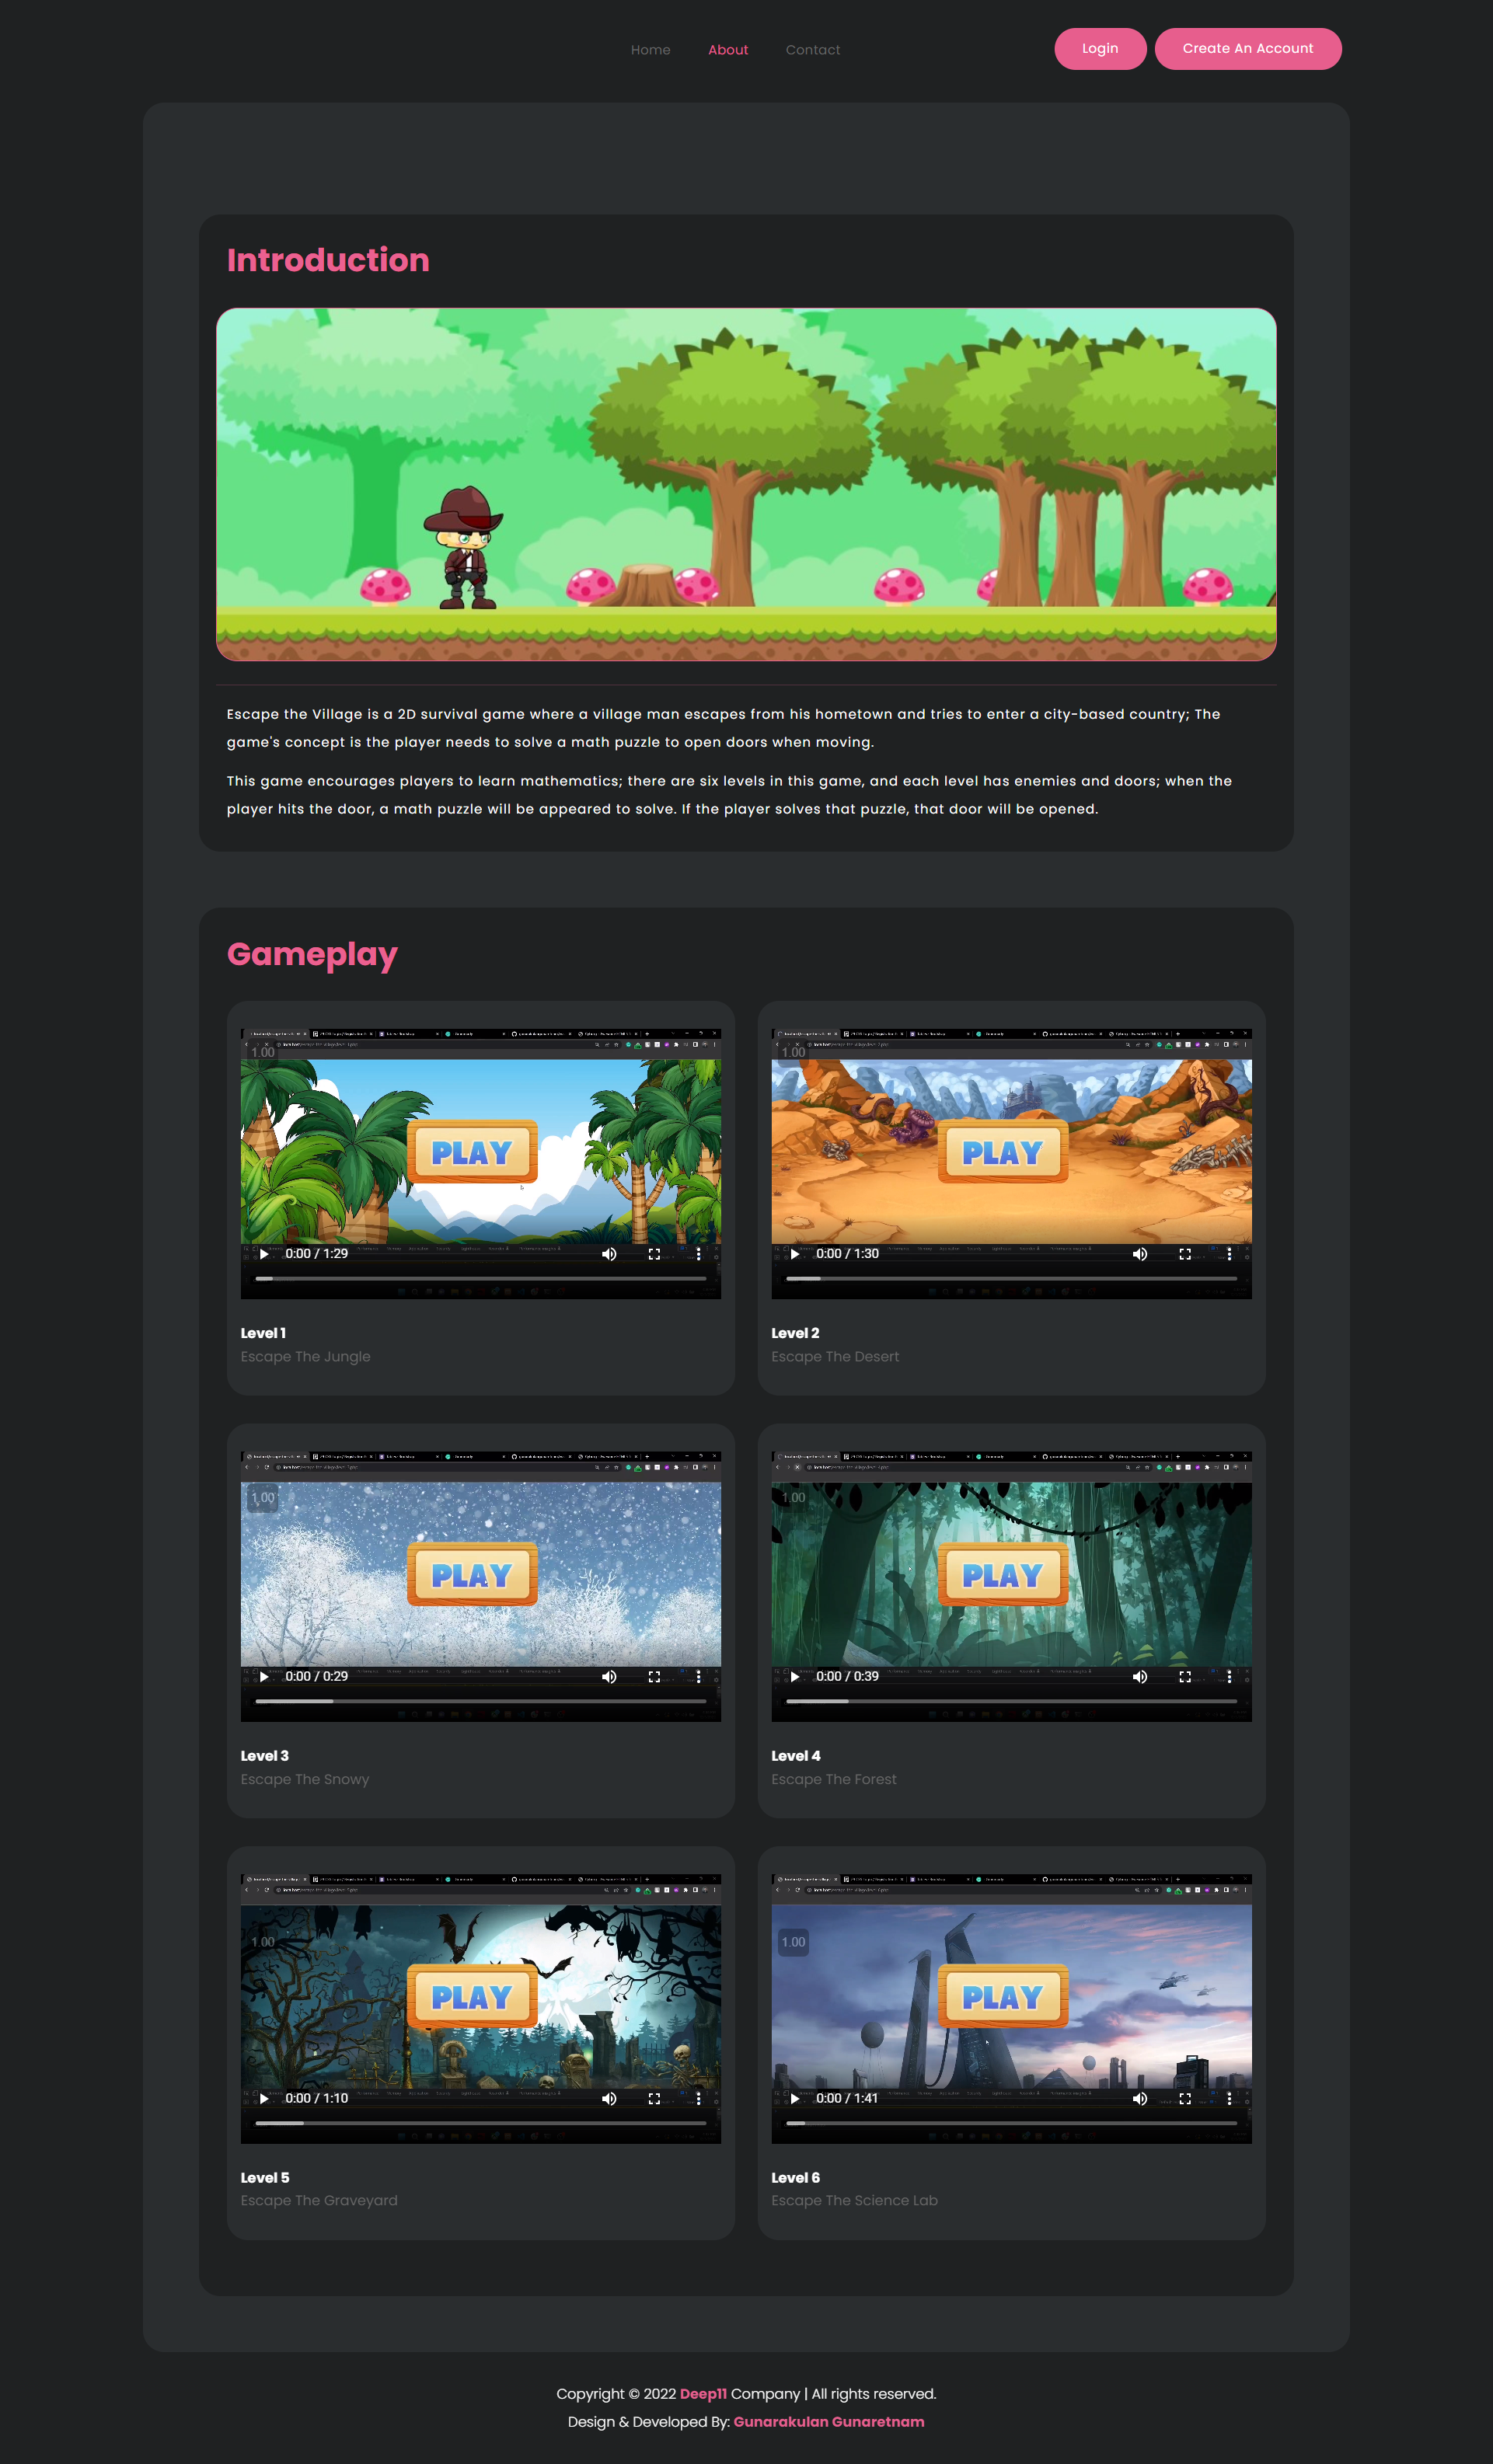 Home About Contact Login Create An Account
Introduction
Escape the Village is a 2D survival game where a village man escapes from his hometown and tries to enter a city-based country; The
game's concept is the player needs to solve a math puzzle to open doors when moving.
This game encourages players to learn mathematics; there are six levels in this game, and each level has enemies and doors; when the
player hits the door, a math puzzle will be appeared to solve. If the player solves that puzzle, that door will be opened.
Gameplay
1.00
PLAY
0:00 / 1:29
Level 1
Escape The Jungle
1.00
PLAY
0:00 / 1:30
Level 2
Escape The Desert
1.00
PLAY
0:00 / 0:29
Level 3
Escape The Snowy
1.00
PLAY
0:00 / 0:39
Level 4
Escape The Forest
1.00
PLAY
0:00 / 1:10
Level 5
Escape The Graveyard
1.00
PLAY
0:00 / 1:41
Level 6
Escape The Science Lab
Copyright © 2022 Deep11 Company | All rights reserved.
Design & Developed By: Gunarakulan Gunaretnam